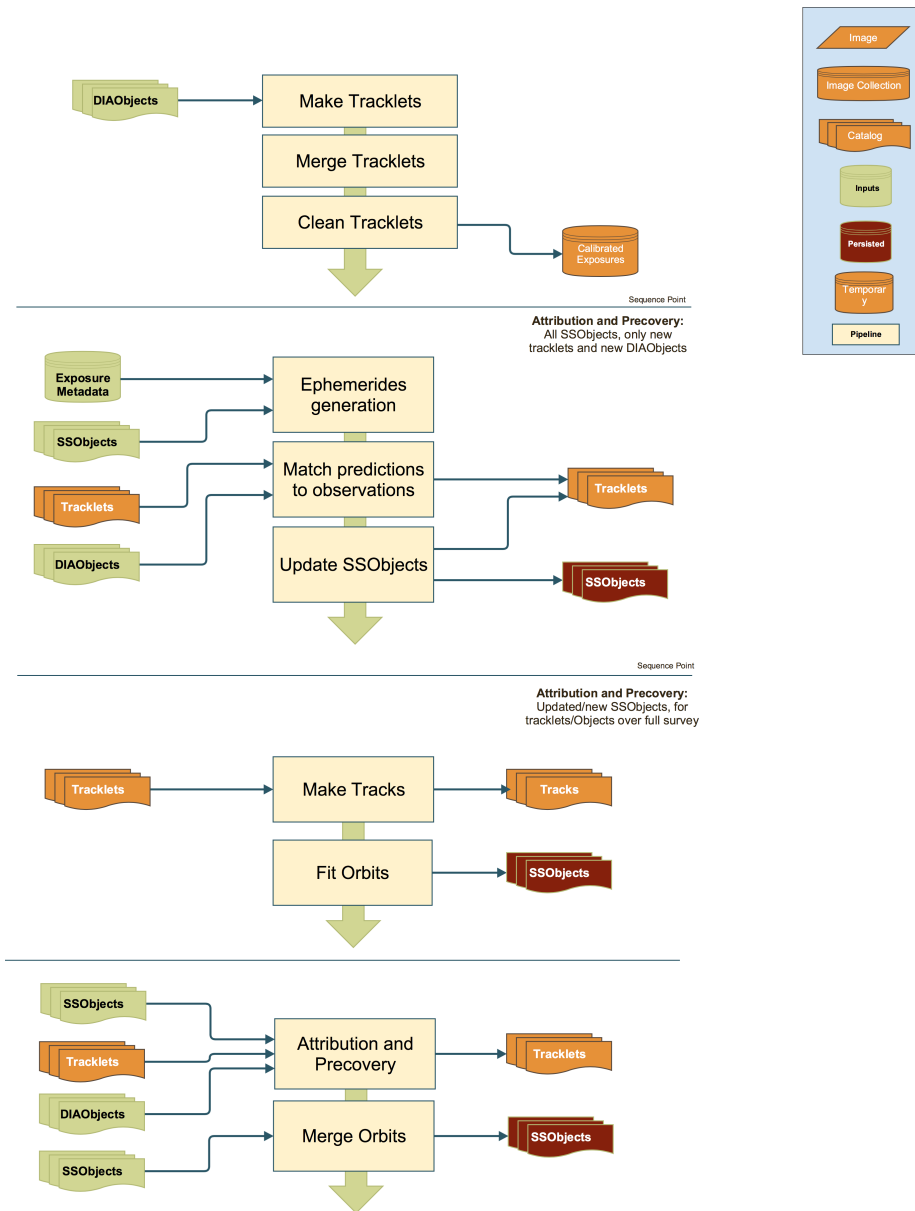 Image
Image Collection
Catalog
Inputs
Persisted
Temporar
y
Pipeline
DIAObjects
Make Tracklets
Merge Tracklets
Clean Tracklets
Calibrated
Exposures
Sequence Point
Attribution and Precovery:
All SSObjects, only new
tracklets and new DIAObjects
Exposure
Metadata
Ephemerides
generation
SSObjects
Match predictions
to observations
Tracklets
Tracklets
DIAObjects
Update SSObjects
SSObjects
Sequence Point
Attribution and Precovery:
Updated/new SSObjects, for
tracklets/Objects over full survey
Tracklets
Make Tracks
Tracks
Fit Orbits
SSObjects
SSObjects
Attribution and
Precovery
Tracklets
Tracklets
DIAObjects
Merge Orbits
SSObjects
SSObjects